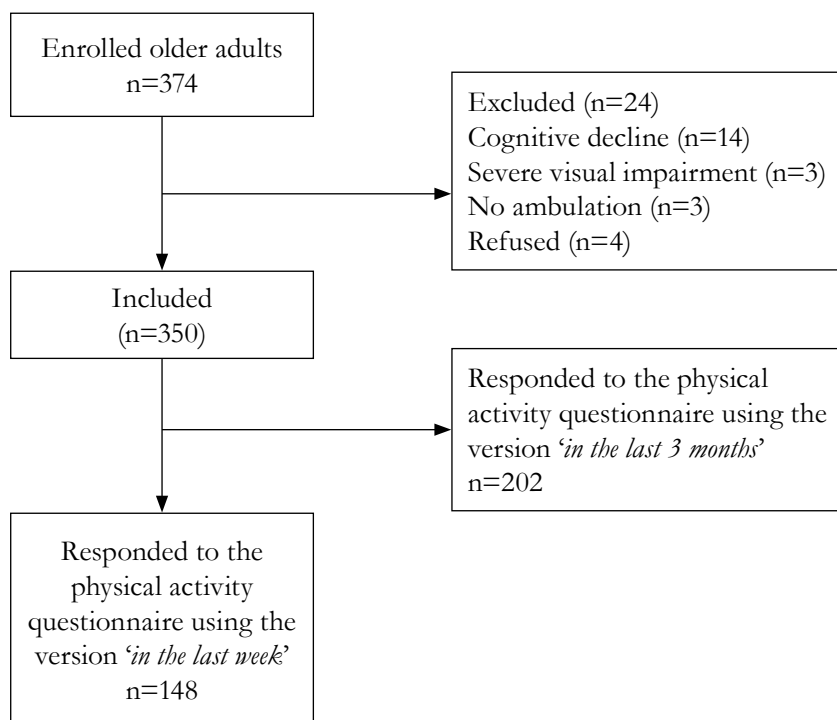 Enrolled older adults
n=374
Excluded (n=24)
Cognitive decline (n=14)
Severe visual impairment (n=3)
No ambulation (n=3)
Refused (n=4)
Included
(n=350)
Responded to the physical
activity questionnaire using the
version ‘in the last 3 months’
n=202
Responded to the
physical activity
questionnaire using the
version ‘in the last week’
n=148